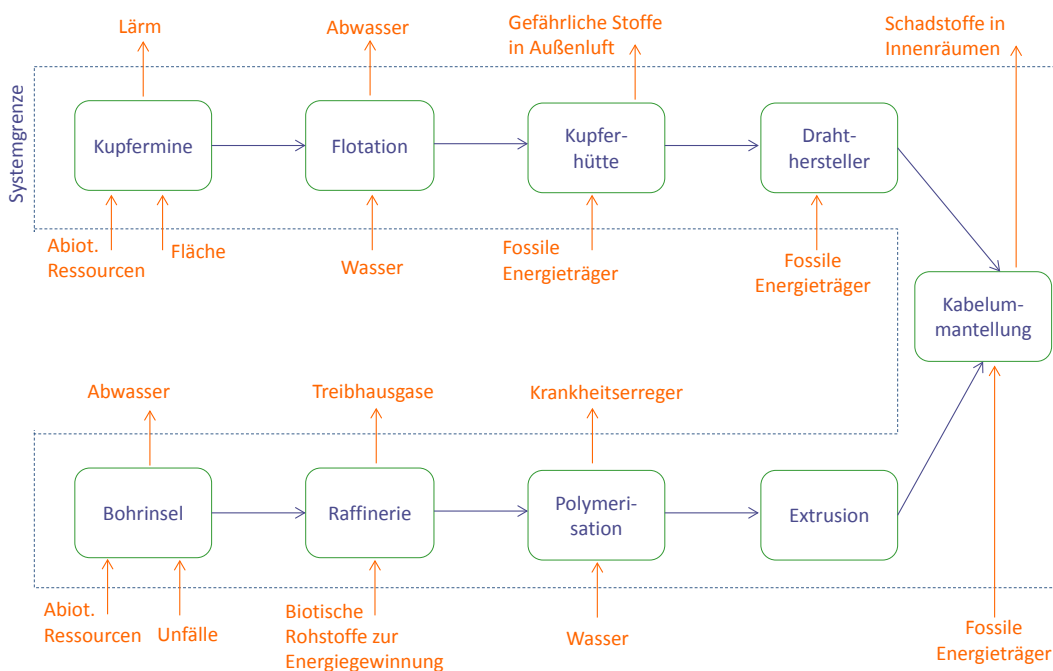 Lärm
Abwasser
Gefährliche Stoffe
in Außenluft
Schadstoffe in
Innenräumen
Systemgrenze
Kupfermine
Flotation
Kupfer-
hütte
Draht-
hersteller
Abiot.
Ressourcen
Fläche
Wasser
Fossile
Energieträger
Fossile
Energieträger
Kabelum-
mantellung
Abwasser
Treibhausgase
Krankheitserreger
Bohrinsel
Raffinerie
Polymeri-
sation
Extrusion
Abiot.
Ressourcen
Unfälle
Biotische
Rohstoffe zur
Energiegewinnung
Wasser
Fossile
Energieträger